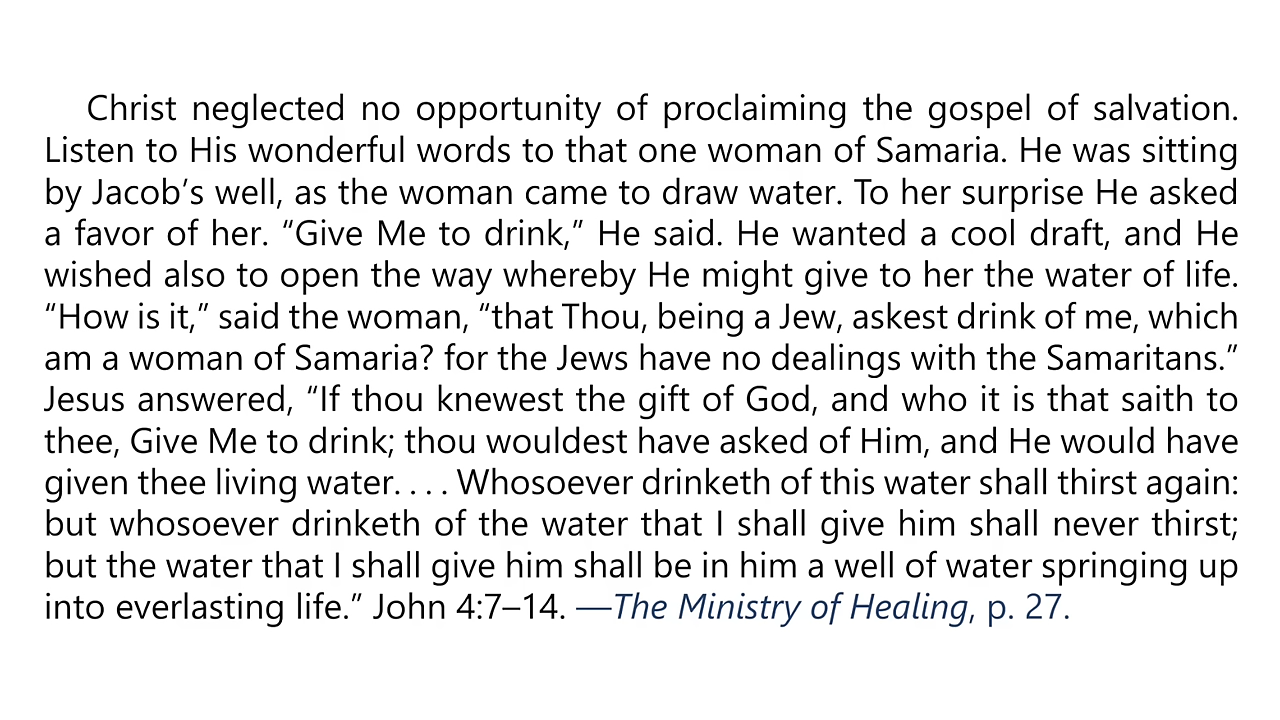 Christ neglected no opportunity of proclaiming the gospel of salvation.
Listen to His wonderful words to that one woman of Samaria. He was sitting
by Jacob’s well, as the woman came to draw water. To her surprise He asked
a favor of her. “Give Me to drink,” He said. He wanted a cool draft, and He
wished also to open the way whereby He might give to her the water of life.
“How is it,” said the woman, “that Thou, being a Jew, askest drink of me, which
am a woman of Samaria? for the Jews have no dealings with the Samaritans.”
Jesus answered, “If thou knewest the gift of God, and who it is that saith to
thee, Give Me to drink; thou wouldest have asked of Him, and He would have
given thee living water. . . . Whosoever drinketh of this water shall thirst again:
but whosoever drinketh of the water that I shall give him shall never thirst;
but the water that I shall give him shall be in him a well of water springing up
into everlasting life.” John 4:7–14. —The Ministry of Healing, p. 27.